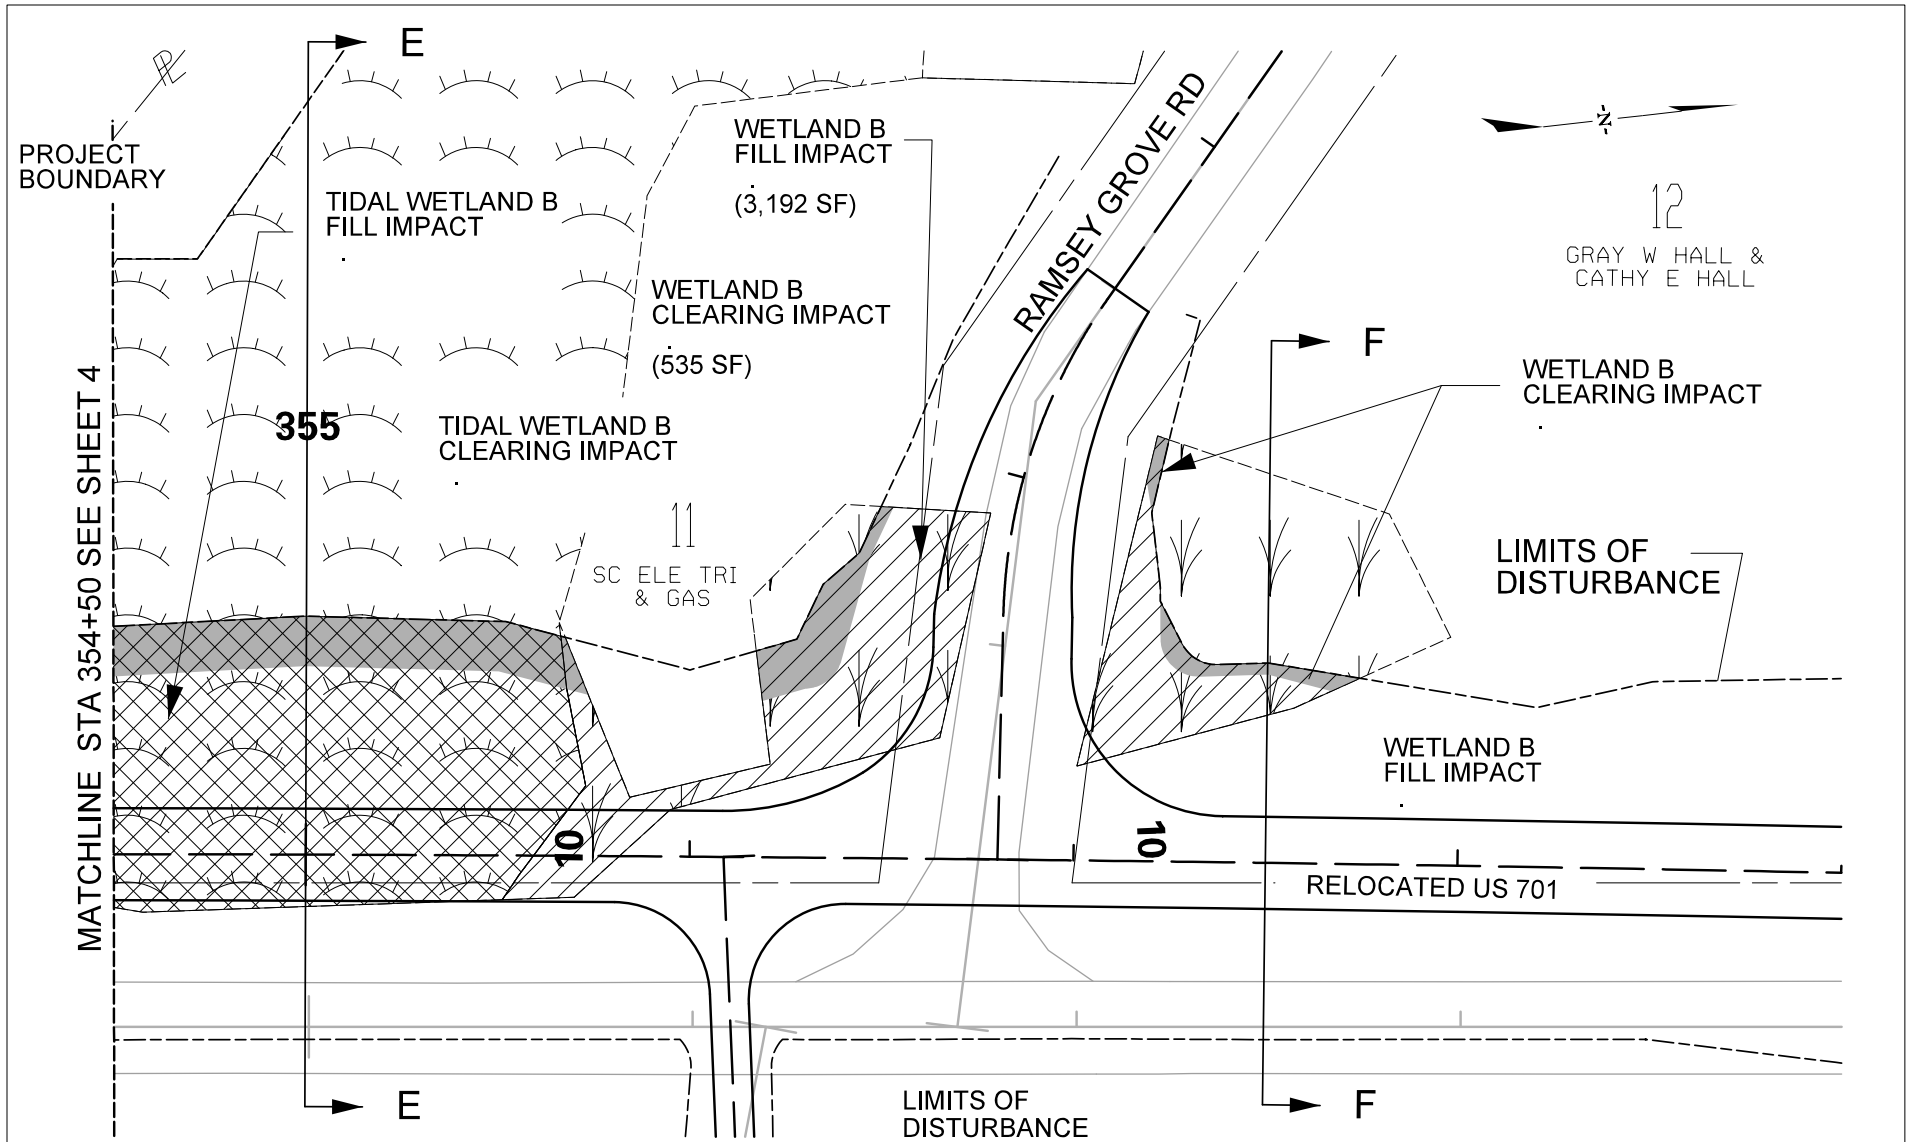 E
PL
PROJECT
BOUNDARY
TIDAL WETLAND B
FILL IMPACT
WETLAND B
FILL IMPACT
(3,192 SF)
WETLAND B
CLEARING IMPACT
(535 SF)
RAMSEY GROVE RD
N
12
GRAY W HALL &
CATHY E HALL
F
WETLAND B
CLEARING IMPACT
MATCHLINE STA 354+50 SEE SHEET 4
355
TIDAL WETLAND B
CLEARING IMPACT
11
SC ELE TRI
& GAS
LIMITS OF
DISTURBANCE
WETLAND B
FILL IMPACT
10
10
RELOCATED US 701
E
LIMITS OF
DISTURBANCE
F